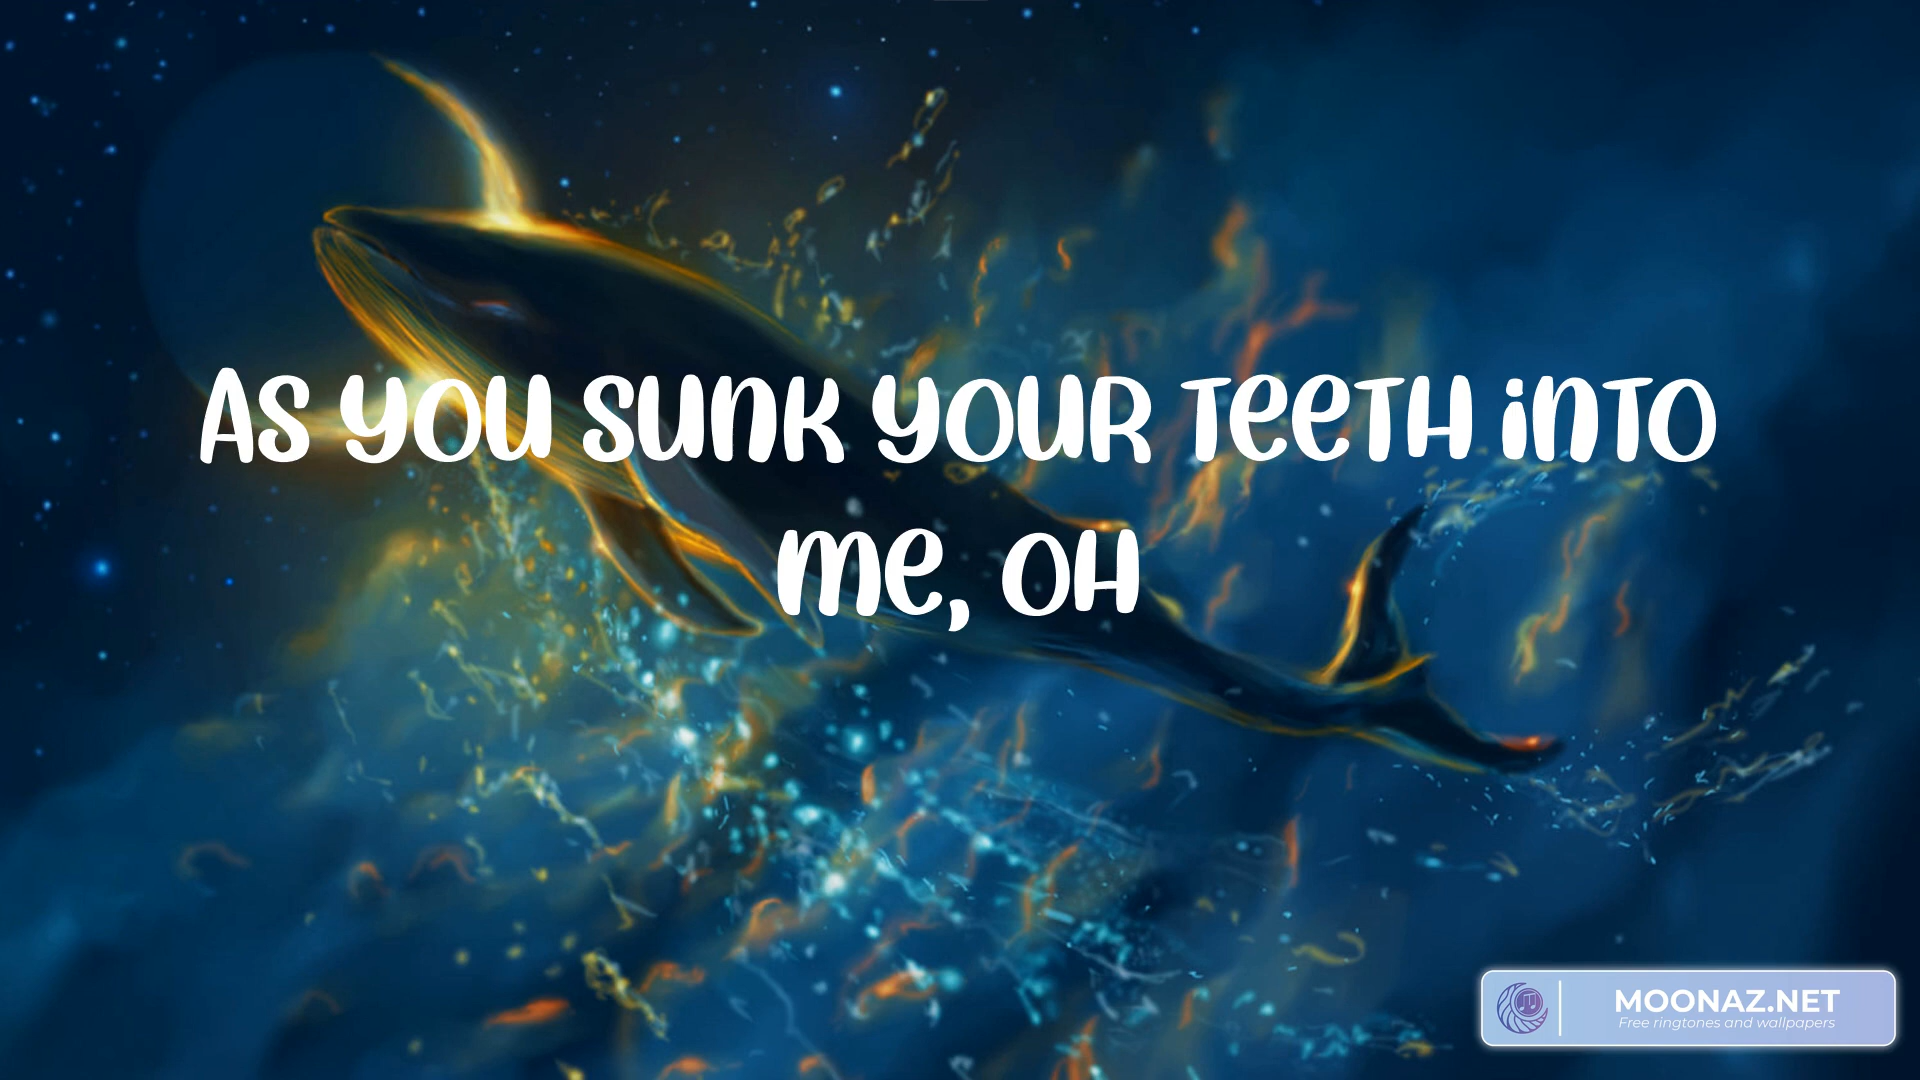 As you sunk your teeth into
me, oh
MOONAZ.NET
Free ringtones and wallpapers